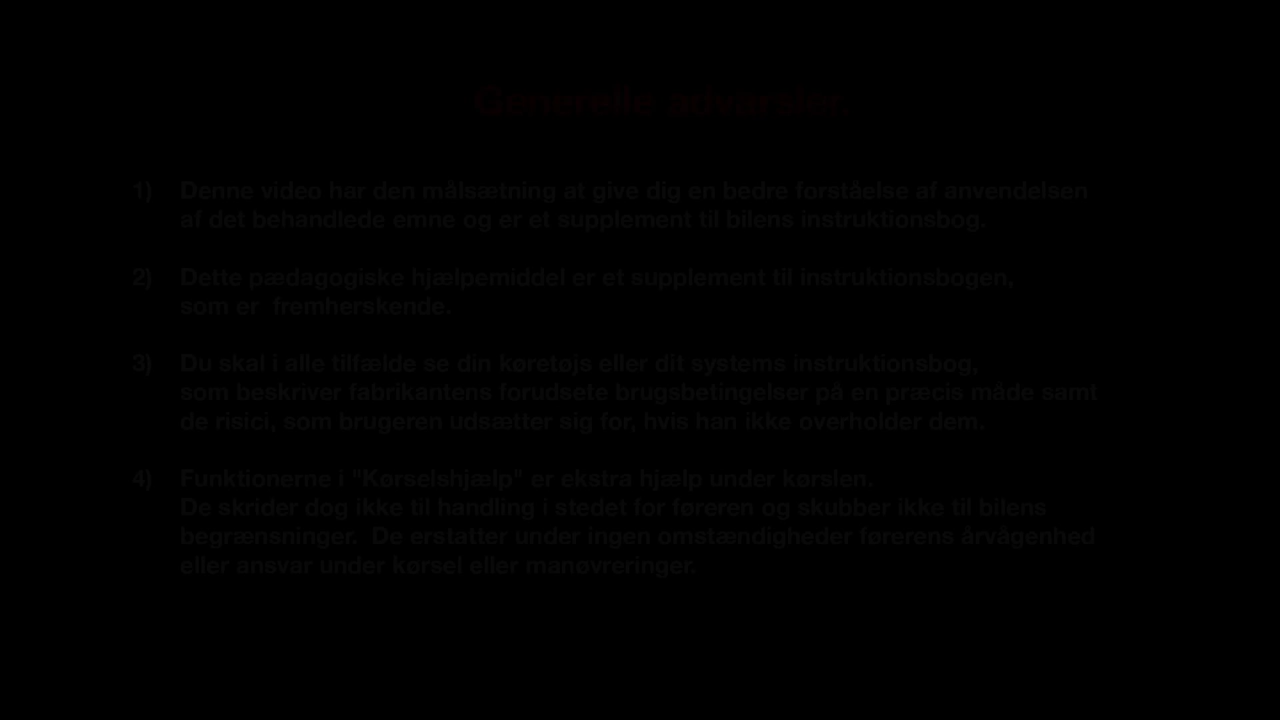 Generelle advarsler.
1) Denne video har den målsætning at give dig en bedre forståelse af anvendelsen
af det behandlede emne og er et supplement til bilens instruktionsbog.
2) Dette pædagogiske hjælpemiddel er et supplement til instruktionsbogen,
som er fremherskende.
3) Du skal i alle tilfælde se din køretøjs eller dit systems instruktionsbog,
som beskriver fabrikantens forudsete brugsbetingelser på en præcis måde samt
de risici, som brugeren udsætter sig for, hvis han ikke overholder dem.
4) Funktionerne i "Kørselshjælp" er ekstra hjælp under kørslen.
De skrider dog ikke til handling i stedet for føreren og skubber ikke til bilens
begrænsninger. De erstatter under ingen omstændigheder førerens årvågenhed
eller ansvar under kørsel eller manøvreringer.